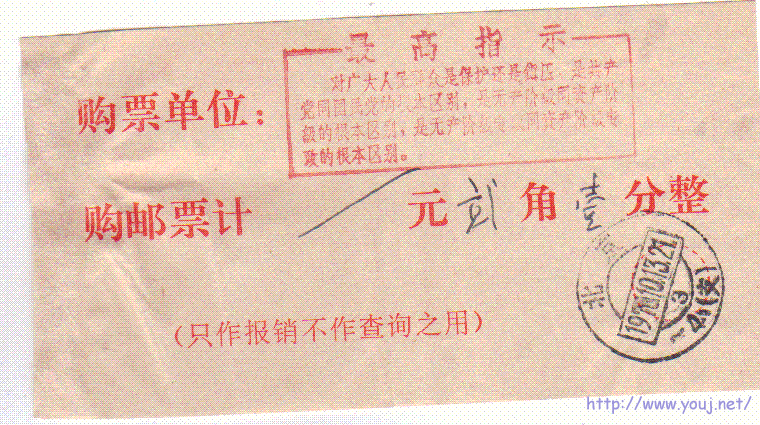 最高指示
对广大人民群众是保护还是镇压，是共产
党同国民党的根本区别，是无产阶级同资产阶
级的根本区别，是无产阶级专政同资产阶级专
政的根本区别。
购票单位：
购邮票计 元 贰 角 壹 分整
北京
(支)
(只作报销不作查询之用)
http://www.youj.net/